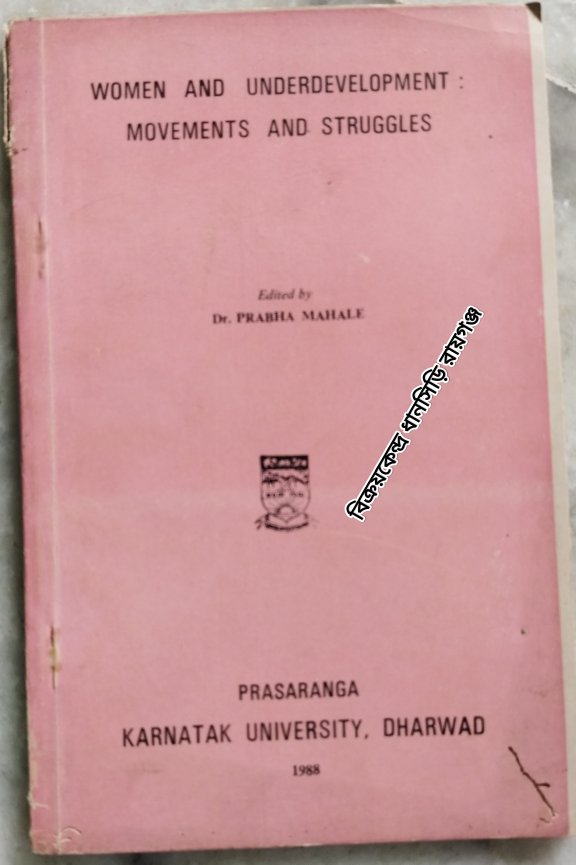 WOMEN AND UNDERDEVELOPMENT :
MOVEMENTS AND STRUGGLES
Edited by
Dr. PRABHA MAHALE
বিক্রয়কেন্দ্র ধানসিড়ি রায়গঞ্জ
PRASARANGA
KARNATAK UNIVERSITY, DHARWAD
1988